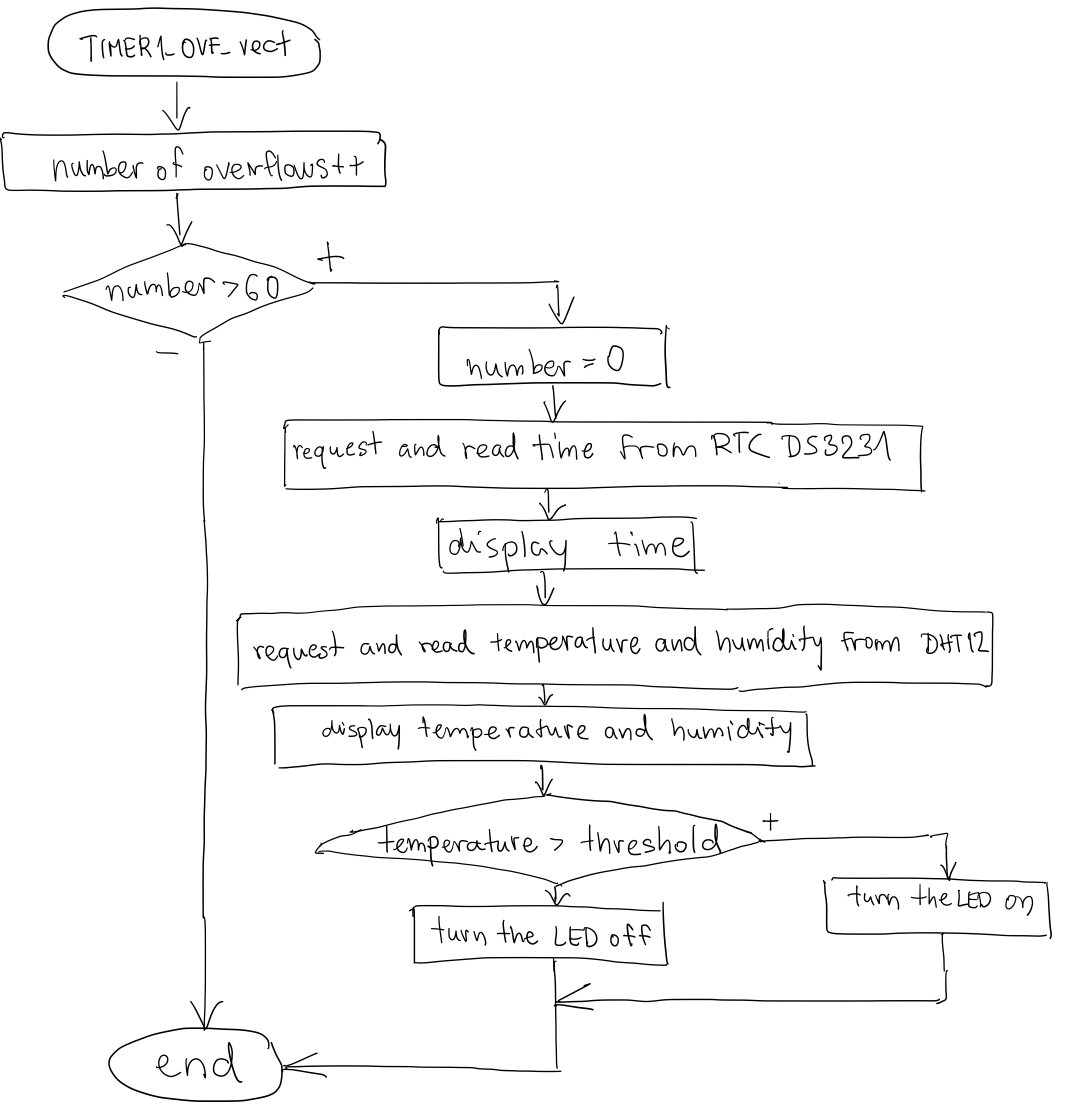 TIMER1_OVF_vect
number of overflows++
number > 60
+
-
number = 0
request and read time from RTC DS3231
display time
request and read temperature and humidity from DHT12
display temperature and humidity
temperature > threshold
+
turn the LED on
turn the LED off
end